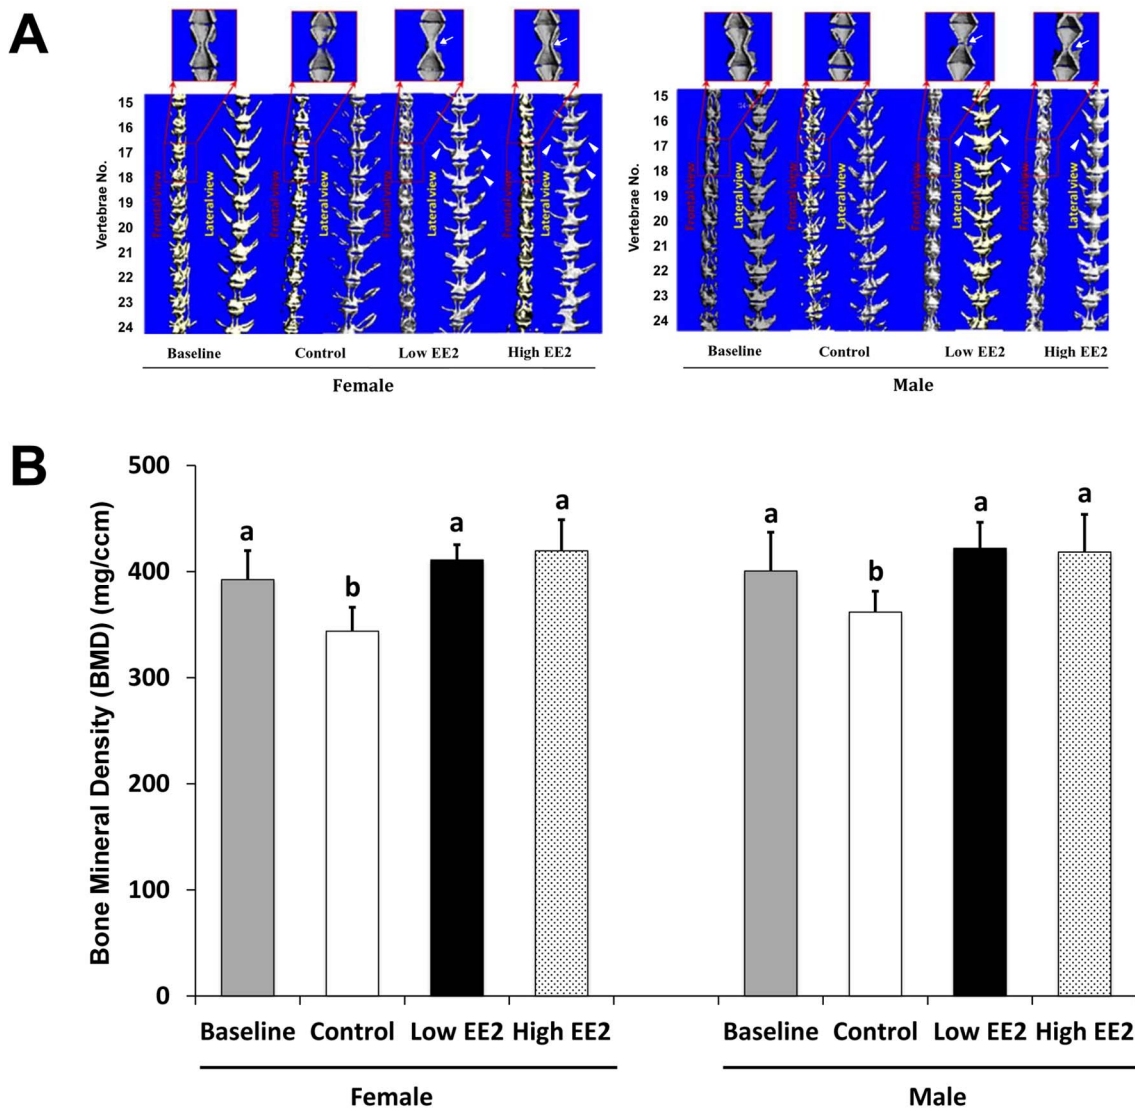 A
15
16
17
18
19
20
21
22
23
24
Vertebrae No.
Frontal view
Lateral view
Frontal view
Lateral view
Frontal view
Lateral view
Frontal view
Lateral view
Baseline
Control
Low EE2
High EE2
Female
15
16
17
18
19
20
21
22
23
24
Vertebrae No.
Frontal view
Lateral view
Frontal view
Lateral view
Frontal view
Lateral view
Frontal view
Lateral view
Baseline
Control
Low EE2
High EE2
Male
B
Bone Mineral Density (BMD) (mg/ccm)
500
400
300
200
100
0
a
b
a
a
a
b
a
a
Baseline
Control
Low EE2
High EE2
Baseline
Control
Low EE2
High EE2
Female
Male